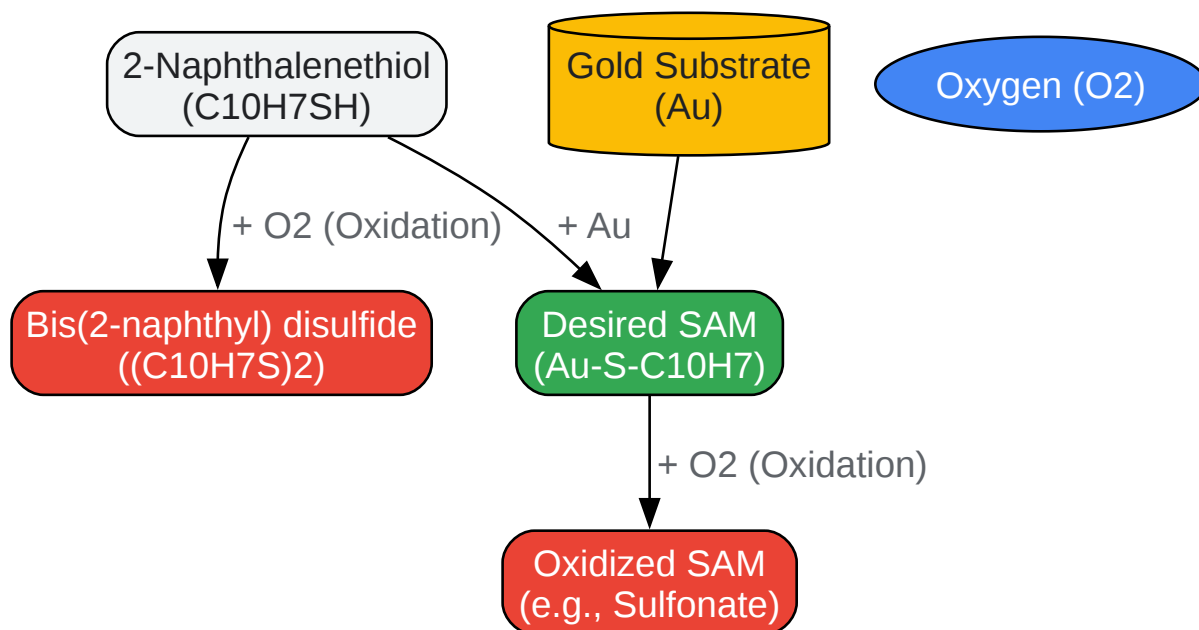 2-Naphthalenethiol
(C10H7SH)
Gold Substrate
(Au)
Oxygen (O2)
+ O2 (Oxidation)
+ Au
Bis(2-naphthyl) disulfide
((C10H7S)2)
Desired SAM
(Au-S-C10H7)
+ O2 (Oxidation)
Oxidized SAM
(e.g., Sulfonate)